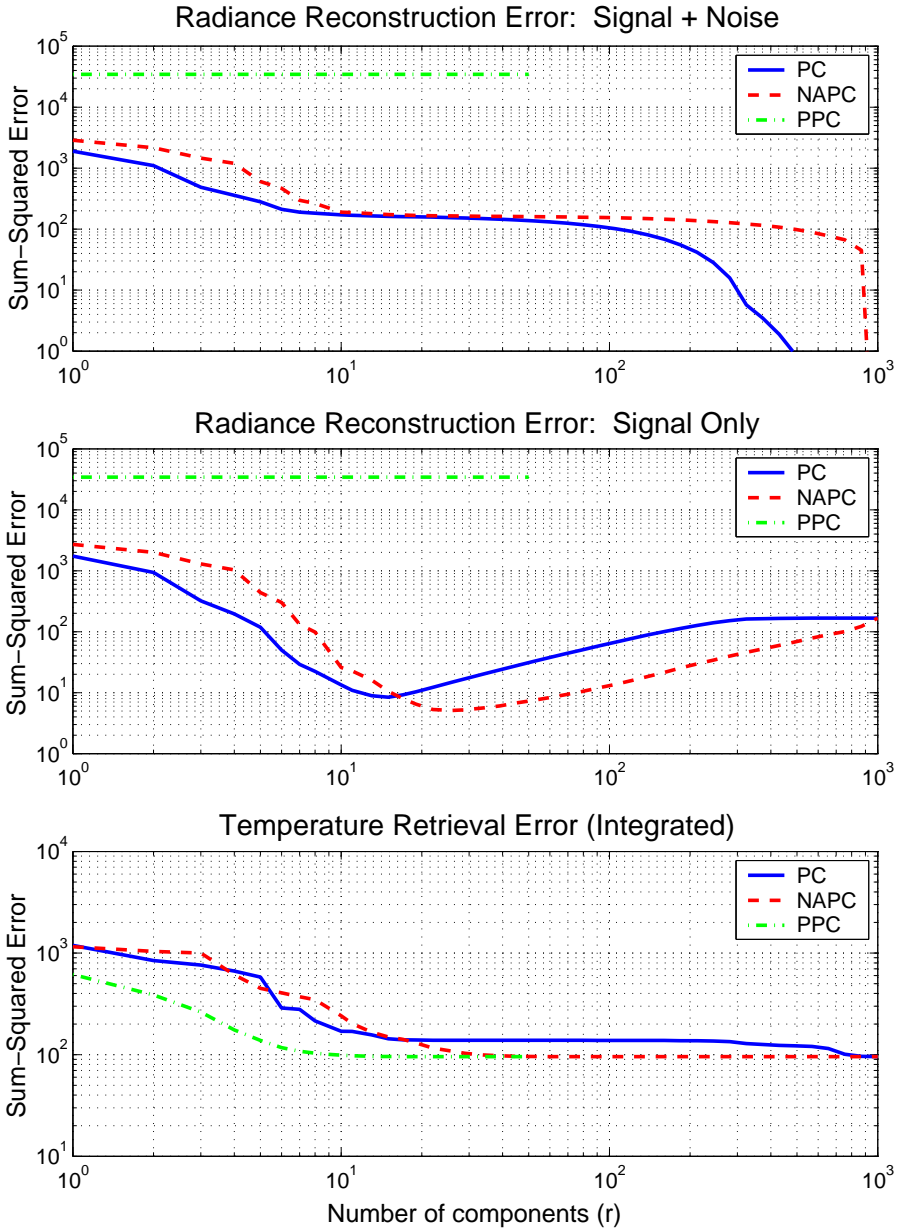 Radiance Reconstruction Error: Signal + Noise
Sum−Squared Error
10^5
10^4
10^3
10^2
10^1
10^0
PC
NAPC
PPC
10^0
10^1
10^2
10^3
Radiance Reconstruction Error: Signal Only
Sum−Squared Error
10^5
10^4
10^3
10^2
10^1
10^0
PC
NAPC
PPC
10^0
10^1
10^2
10^3
Temperature Retrieval Error (Integrated)
Sum−Squared Error
10^4
10^3
10^2
10^1
PC
NAPC
PPC
10^0
10^1
10^2
10^3
Number of components (r)